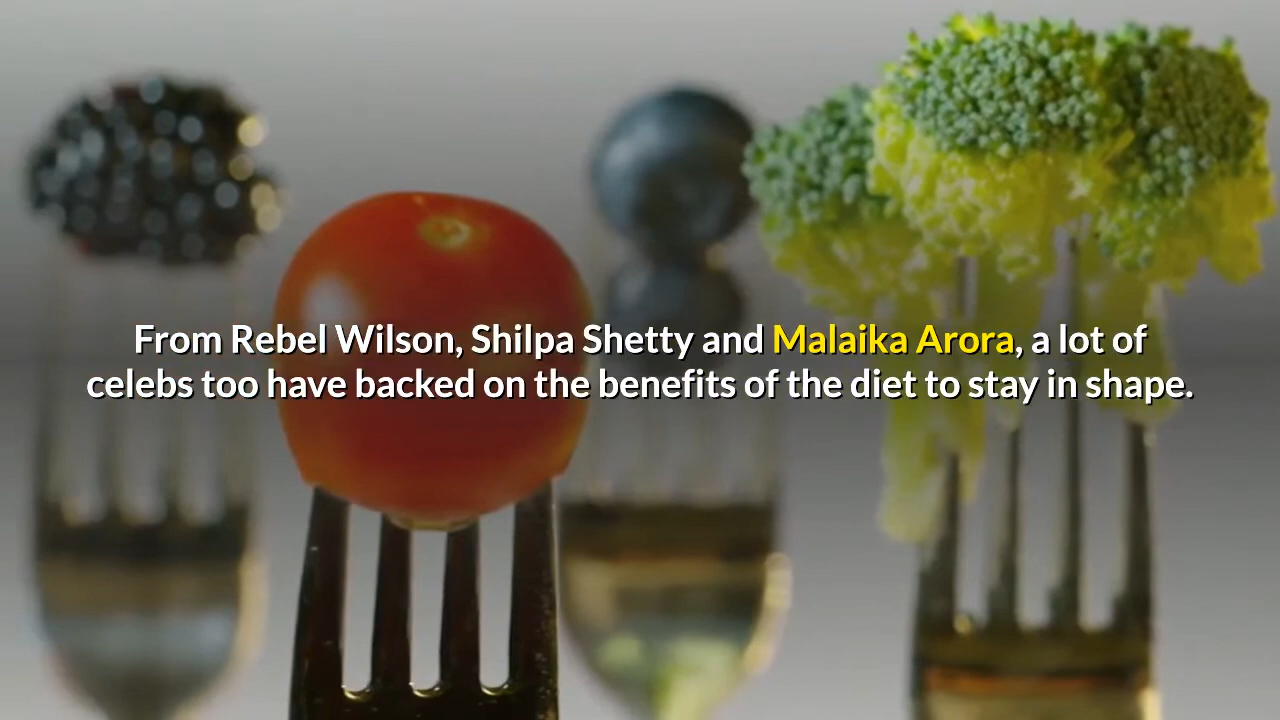 From Rebel Wilson, Shilpa Shetty and Malaika Arora, a lot of
celebs too have backed on the benefits of the diet to stay in shape.